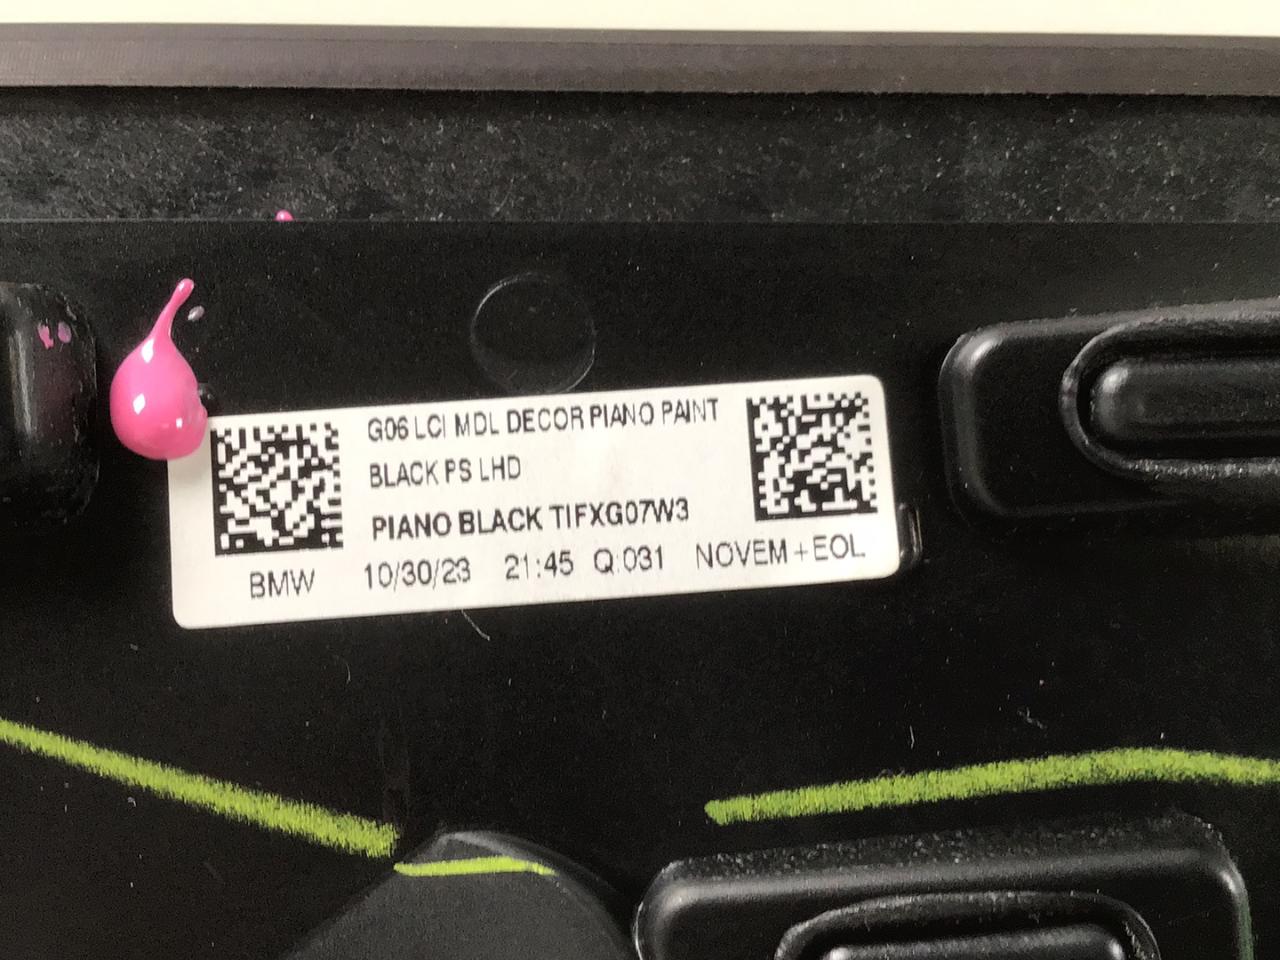 G06 LCI MDL DECOR PIANO PAINT
BLACK PS LHD
PIANO BLACK TIFXG07W3
BMW 10/30/23 21:45 Q:031 NOVEM+EOL